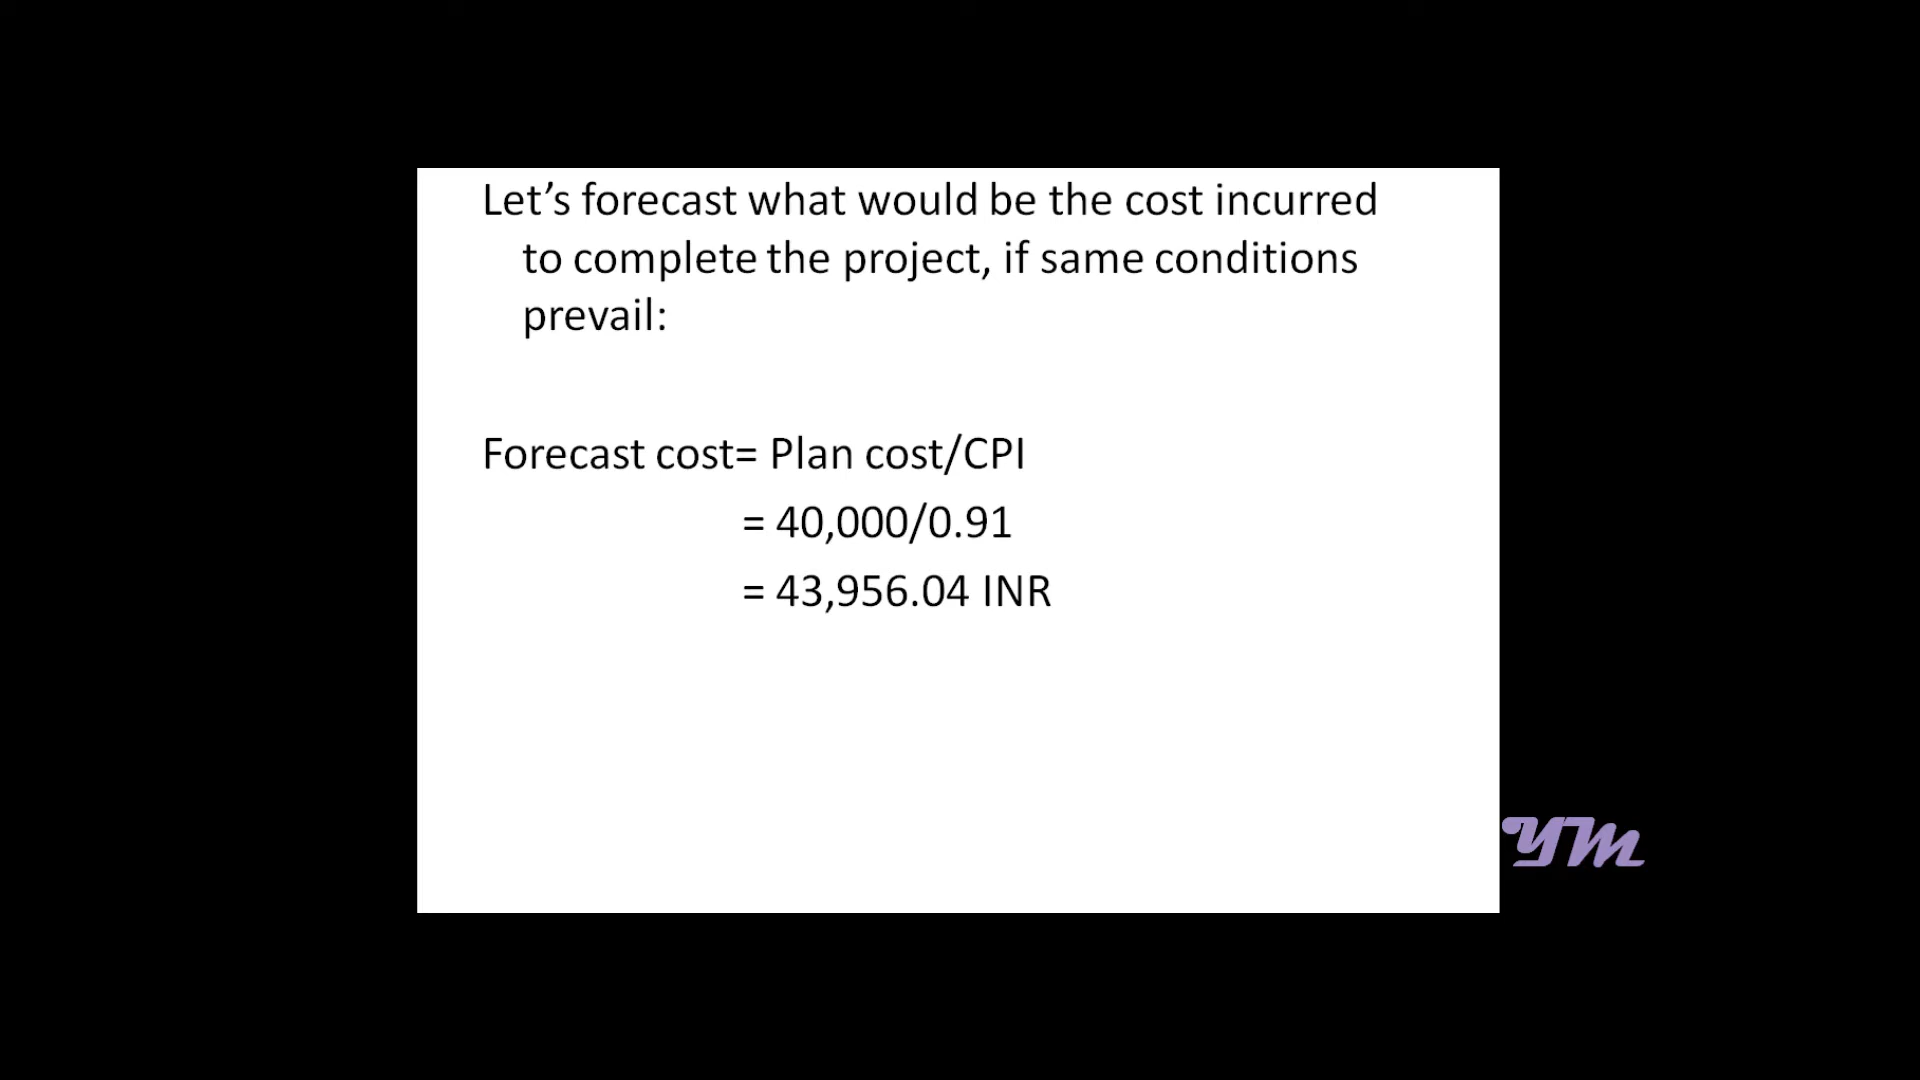 Let’s forecast what would be the cost incurred
to complete the project, if same conditions
prevail:
Forecast cost= Plan cost/CPI
= 40,000/0.91
= 43,956.04 INR
YM